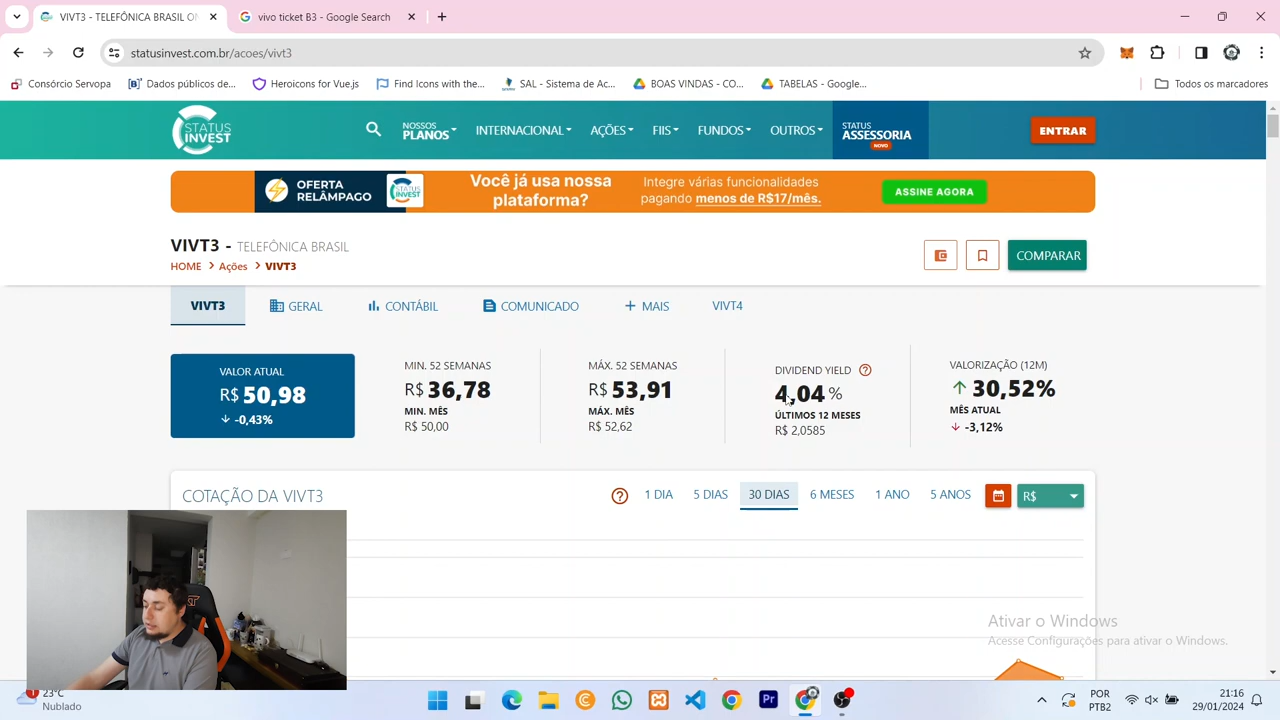 VIVT3 - TELEFÔNICA BRASIL ON
vivo ticket B3 - Google Search
statusinvest.com.br/acoes/vivt3
Consórcio Servopa
Dados públicos de...
Heroicons for Vue.js
Find Icons with the...
SAL - Sistema de Ac...
BOAS VINDAS - CO...
TABELAS - Google...
Todos os marcadores
STATUS
INVEST
NOSSOS
PLANOS
INTERNACIONAL
AÇÕES
FIIS
FUNDOS
OUTROS
STATUS
ASSESSORIA
NOVO
ENTRAR
OFERTA
RELÂMPAGO
STATUS
INVEST
Você já usa nossa
plataforma?
Integre várias funcionalidades
pagando menos de R$17/mês.
ASSINE AGORA
VIVT3 - TELEFÔNICA BRASIL
HOME > Ações > VIVT3
COMPARAR
VIVT3
GERAL
CONTÁBIL
COMUNICADO
MAIS
VIVT4
VALOR ATUAL
R$ 50,98
-0,43%
MIN. 52 SEMANAS
R$ 36,78
MIN. MÊS
R$ 50,00
MÁX. 52 SEMANAS
R$ 53,91
MÁX. MÊS
R$ 52,62
DIVIDEND YIELD
4,04 %
ÚLTIMOS 12 MESES
R$ 2,0585
VALORIZAÇÃO (12M)
30,52%
MÊS ATUAL
-3,12%
COTAÇÃO DA VIVT3
1 DIA
5 DIAS
30 DIAS
6 MESES
1 ANO
5 ANOS
R$
Ativar o Windows
Acesse Configurações para ativar o Windows.
1
23°C
Nublado
Pr
POR
PTB2
21:16
29/01/2024